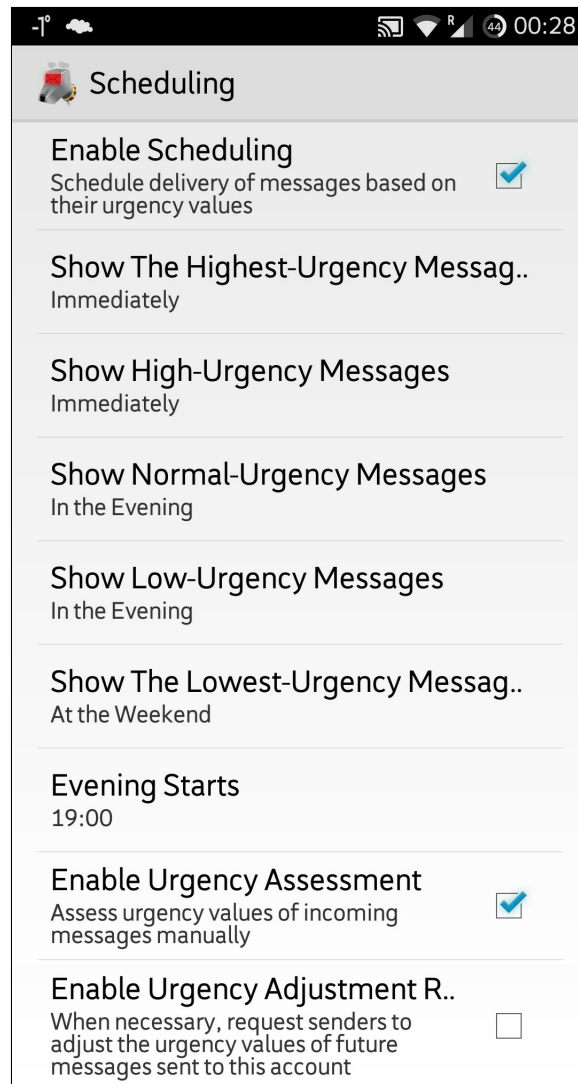 -1° R 44 00:28
Scheduling
Enable Scheduling
Schedule delivery of messages based on
their urgency values
Show The Highest-Urgency Messag..
Immediately
Show High-Urgency Messages
Immediately
Show Normal-Urgency Messages
In the Evening
Show Low-Urgency Messages
In the Evening
Show The Lowest-Urgency Messag..
At the Weekend
Evening Starts
19:00
Enable Urgency Assessment
Assess urgency values of incoming
messages manually
Enable Urgency Adjustment R..
When necessary, request senders to
adjust the urgency values of future
messages sent to this account